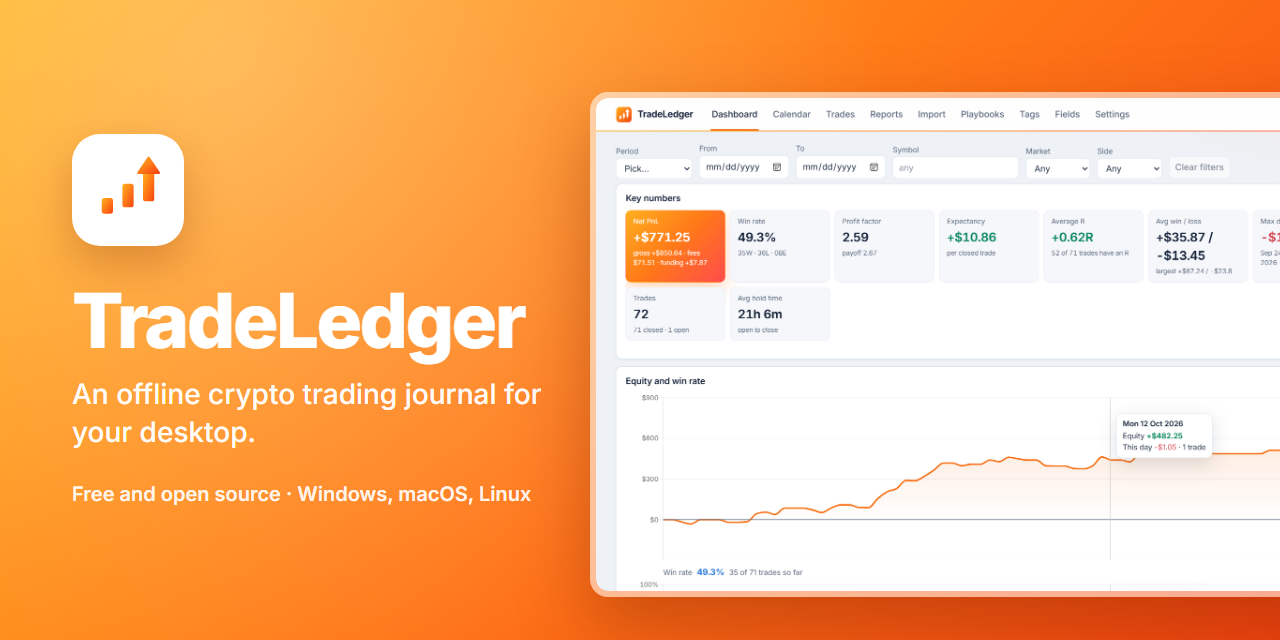 TradeLedger
An offline crypto trading journal for
your desktop.
Free and open source · Windows, macOS, Linux
TradeLedger Dashboard Calendar Trades Reports Import Playbooks Tags Fields Settings
Period From To Symbol Market Side
Pick... mm/dd/yyyy mm/dd/yyyy any Any Any Clear filters
Key numbers
Net PnL
+$771.25
gross +$850.64 · fees
$71.51 · funding +$7.87
Win rate
49.3%
35W · 36L · 0BE
Profit factor
2.59
payoff 2.67
Expectancy
+$10.86
per closed trade
Average R
+0.62R
52 of 71 trades have an R
Avg win / loss
+$35.87 /
-$13.45
largest +$87.24 / -$23.8
Max d
-$1
Sep 24
2026
Trades
72
71 closed · 1 open
Avg hold time
21h 6m
open to close
Equity and win rate
$900
$600
$300
$0
Mon 12 Oct 2026
Equity +$482.25
This day -$1.05 · 1 trade
Win rate 49.3% 35 of 71 trades so far
100%